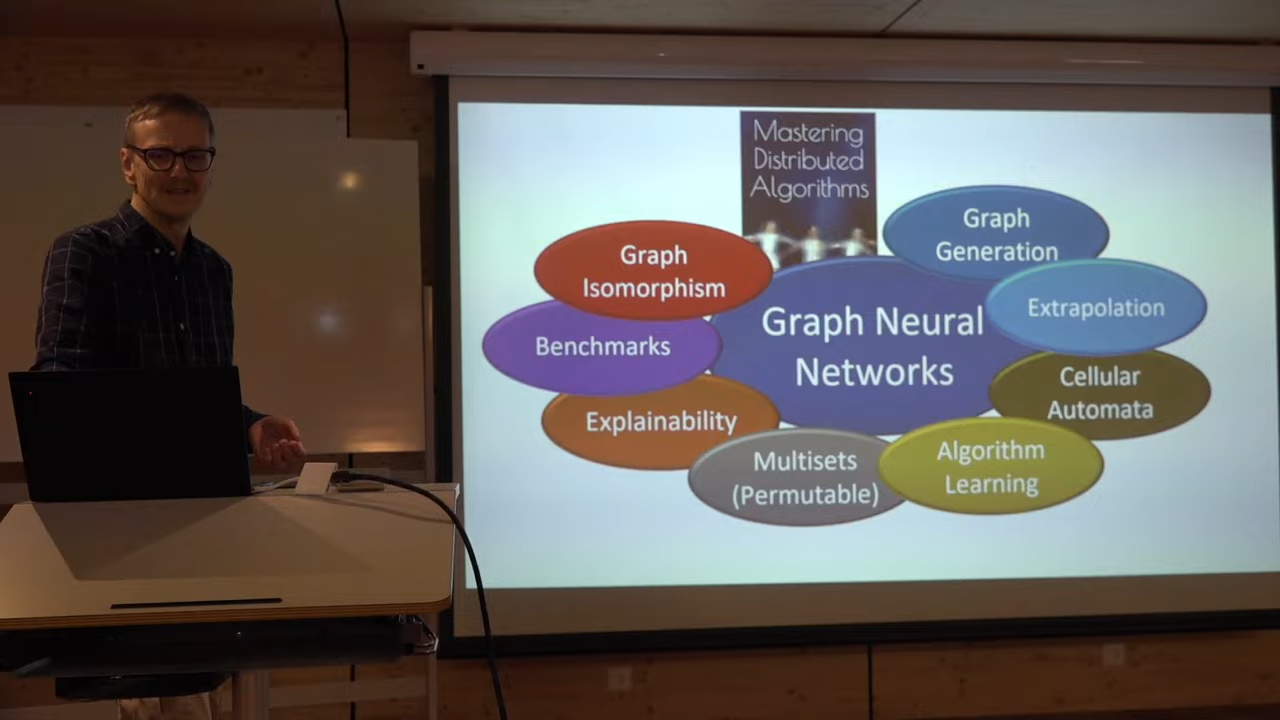 Mastering
Distributed
Algorithms
Graph
Generation
Graph
Isomorphism
Extrapolation
Graph Neural
Networks
Benchmarks
Cellular
Automata
Explainability
Algorithm
Learning
Multisets
(Permutable)